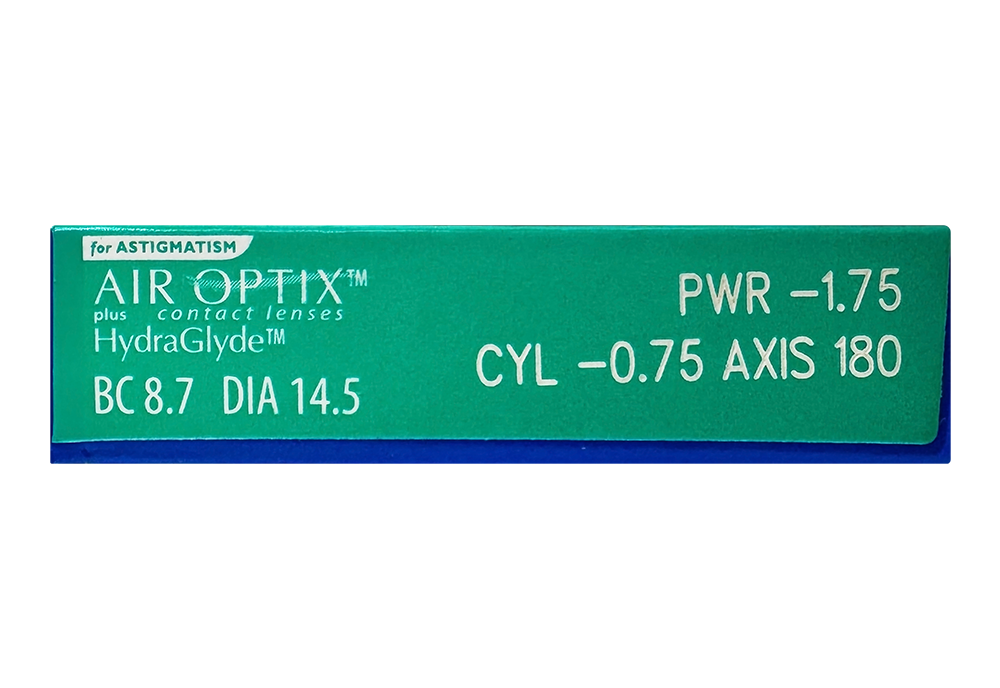 for ASTIGMATISM
AIR OPTIX™
plus contact lenses
HydraGlyde™
BC 8.7 DIA 14.5
PWR −1.75
CYL −0.75 AXIS 180